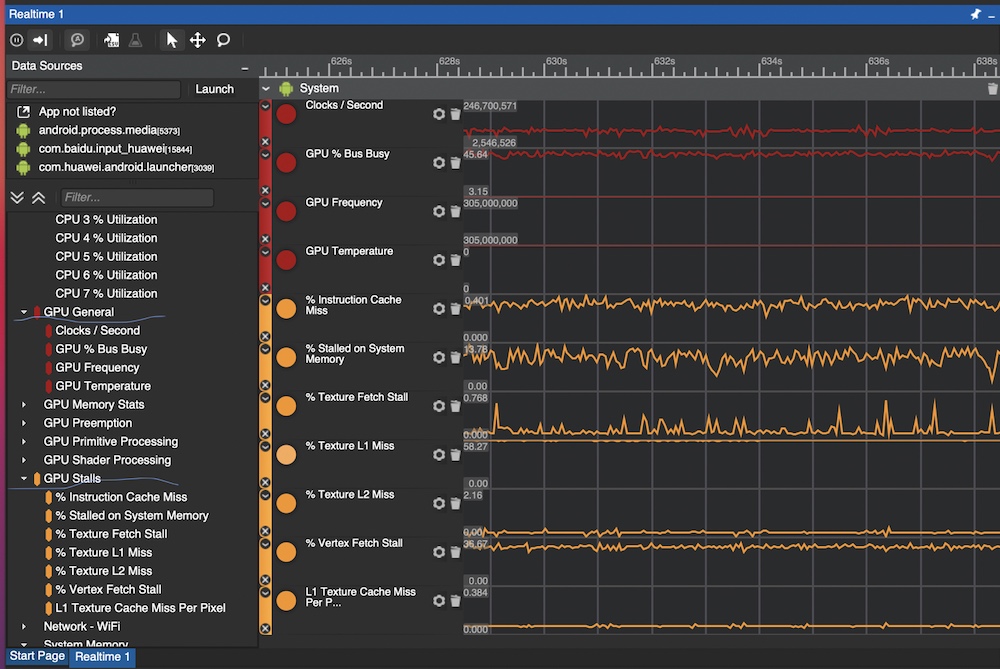 Realtime 1
Data Sources
Filter...
Launch
App not listed?
android.process.media[5373]
com.baidu.input_huawei[15844]
com.huawei.android.launcher[3039]
Filter...
CPU 3 % Utilization
CPU 4 % Utilization
CPU 5 % Utilization
CPU 6 % Utilization
CPU 7 % Utilization
GPU General
Clocks / Second
GPU % Bus Busy
GPU Frequency
GPU Temperature
GPU Memory Stats
GPU Preemption
GPU Primitive Processing
GPU Shader Processing
GPU Stalls
% Instruction Cache Miss
% Stalled on System Memory
% Texture Fetch Stall
% Texture L1 Miss
% Texture L2 Miss
% Vertex Fetch Stall
L1 Texture Cache Miss Per Pixel
Network - WiFi
System Memory
Start Page
Realtime 1
626s 628s 630s 632s 634s 636s 638s
System
Clocks / Second
246,700,571
2,546,526
GPU % Bus Busy
45.64
3.15
GPU Frequency
305,000,000
305,000,000
GPU Temperature
0
0
% Instruction Cache
Miss
0.401
0.000
% Stalled on System
Memory
13.78
0.00
% Texture Fetch Stall
0.768
0.000
% Texture L1 Miss
58.27
0.00
% Texture L2 Miss
2.16
0.00
% Vertex Fetch Stall
0.00
L1 Texture Cache Miss
Per P...
0.384
0.000